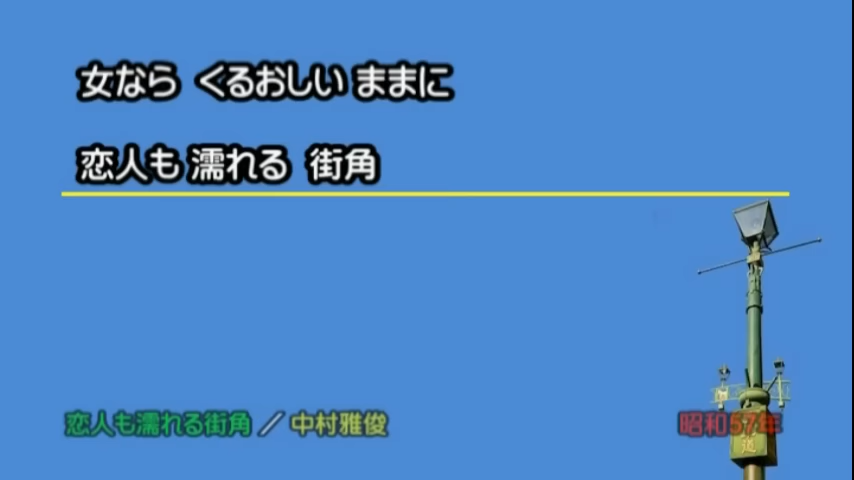 女なら くるおしい ままに
恋人も 濡れる 街角
恋人も濡れる街角 / 中村雅俊
昭和57年
道